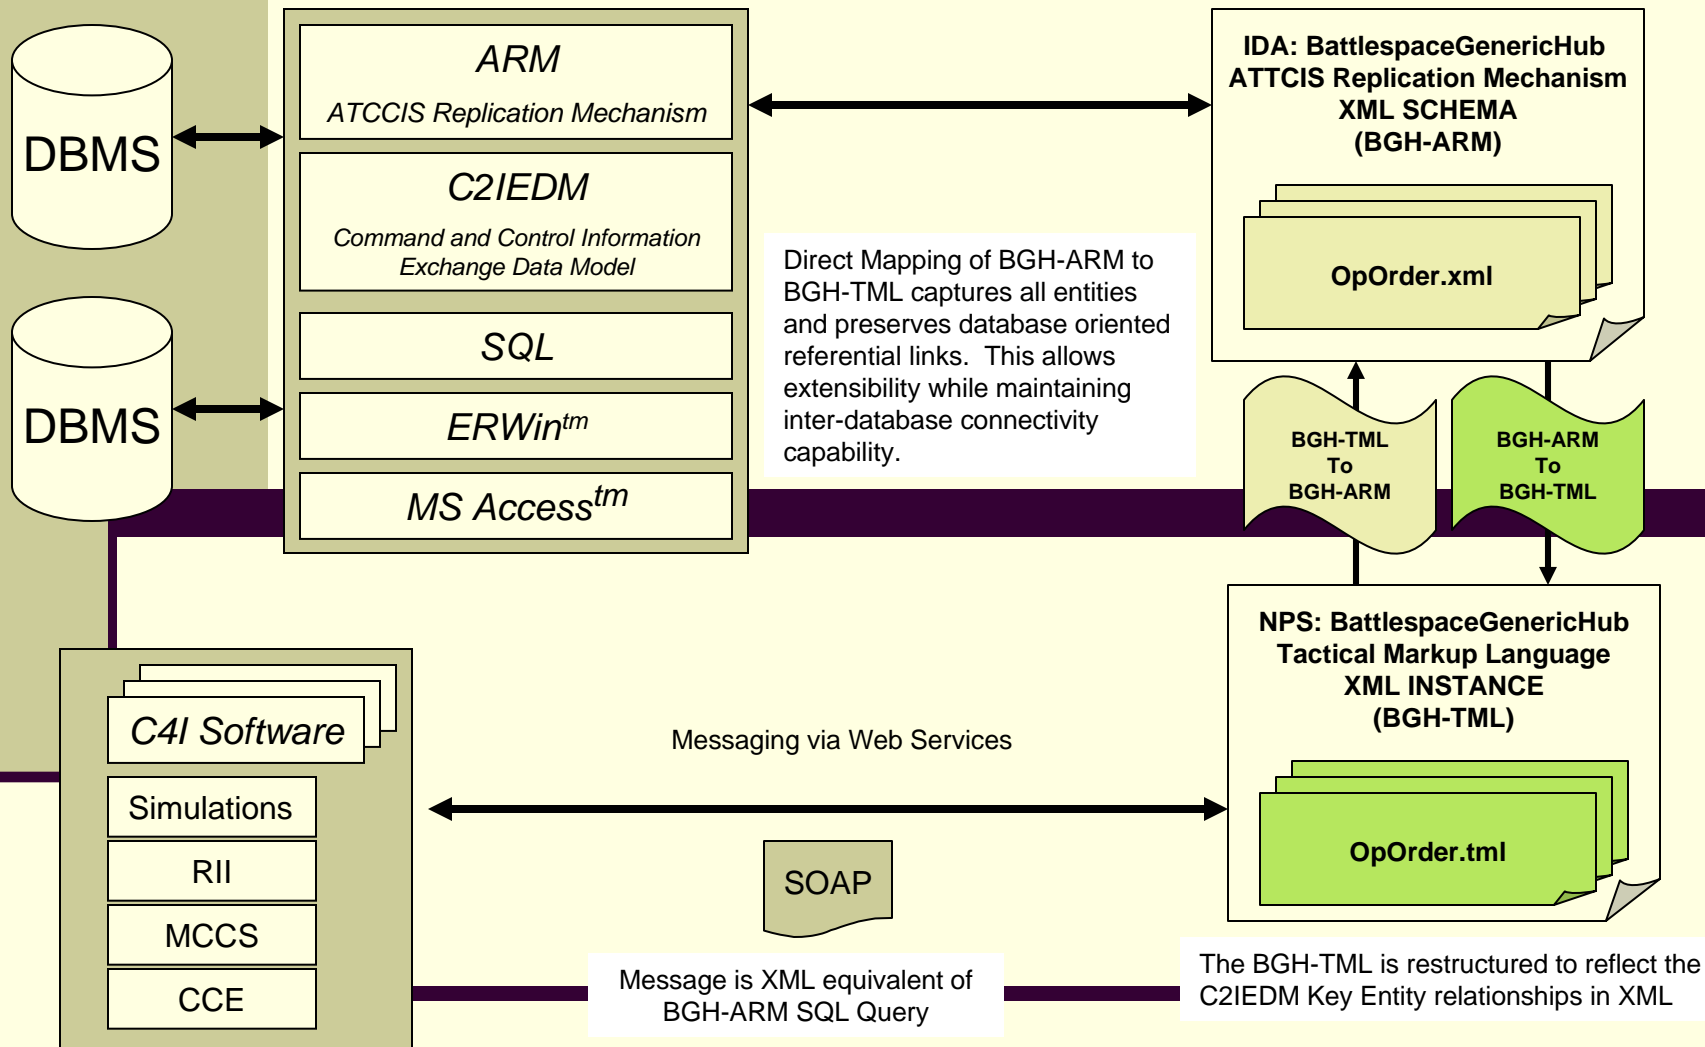 DBMS
DBMS
ARM
ATCCIS Replication Mechanism
C2IEDM
Command and Control Information
Exchange Data Model
SQL
ERWin™
MS Access™
Direct Mapping of BGH-ARM to
BGH-TML captures all entities
and preserves database oriented
referential links. This allows
extensibility while maintaining
inter-database connectivity
capability.
IDA: BattlespaceGenericHub
ATTCIS Replication Mechanism
XML SCHEMA
(BGH-ARM)
OpOrder.xml
BGH-TML
To
BGH-ARM
BGH-ARM
To
BGH-TML
NPS: BattlespaceGenericHub
Tactical Markup Language
XML INSTANCE
(BGH-TML)
OpOrder.tml
The BGH-TML is restructured to reflect the
C2IEDM Key Entity relationships in XML
C4I Software
Simulations
RII
MCCS
CCE
Messaging via Web Services
SOAP
Message is XML equivalent of
BGH-ARM SQL Query